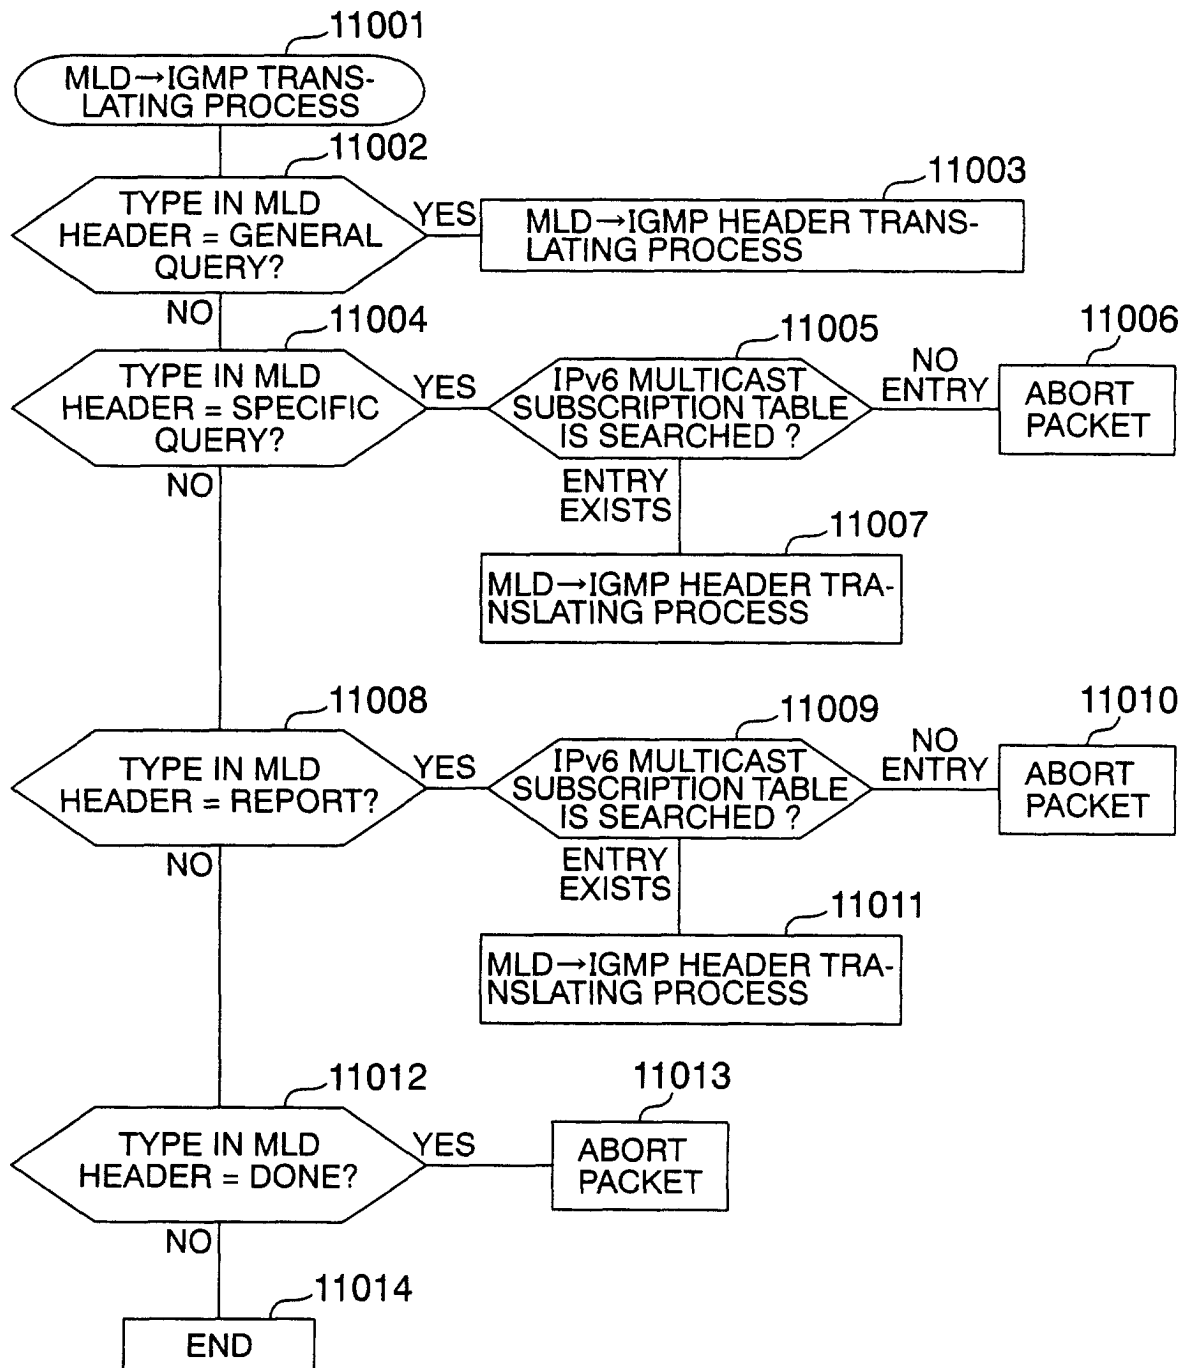 11001
MLD→IGMP TRANS-
LATING PROCESS
11002
TYPE IN MLD
HEADER = GENERAL
QUERY?
YES
11003
MLD→IGMP HEADER TRANS-
LATING PROCESS
NO
11004
TYPE IN MLD
HEADER = SPECIFIC
QUERY?
YES
11005
IPv6 MULTICAST
SUBSCRIPTION TABLE
IS SEARCHED ?
NO
ENTRY
11006
ABORT
PACKET
NO
ENTRY
EXISTS
11007
MLD→IGMP HEADER TRA-
NSLATING PROCESS
11008
TYPE IN MLD
HEADER = REPORT?
YES
11009
IPv6 MULTICAST
SUBSCRIPTION TABLE
IS SEARCHED ?
NO
ENTRY
11010
ABORT
PACKET
NO
ENTRY
EXISTS
11011
MLD→IGMP HEADER TRA-
NSLATING PROCESS
11012
TYPE IN MLD
HEADER = DONE?
YES
11013
ABORT
PACKET
NO
11014
END